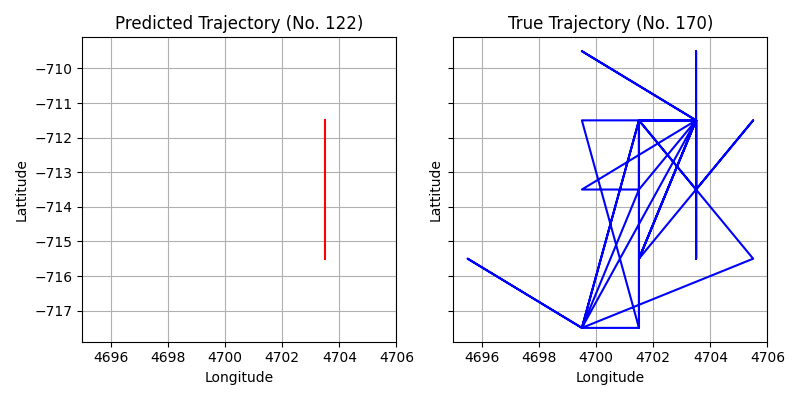 Predicted Trajectory (No. 122)
True Trajectory (No. 170)
Lattitude
−710
−711
−712
−713
−714
−715
−716
−717
4696 4698 4700 4702 4704 4706
Longitude
Lattitude
4696 4698 4700 4702 4704 4706
Longitude